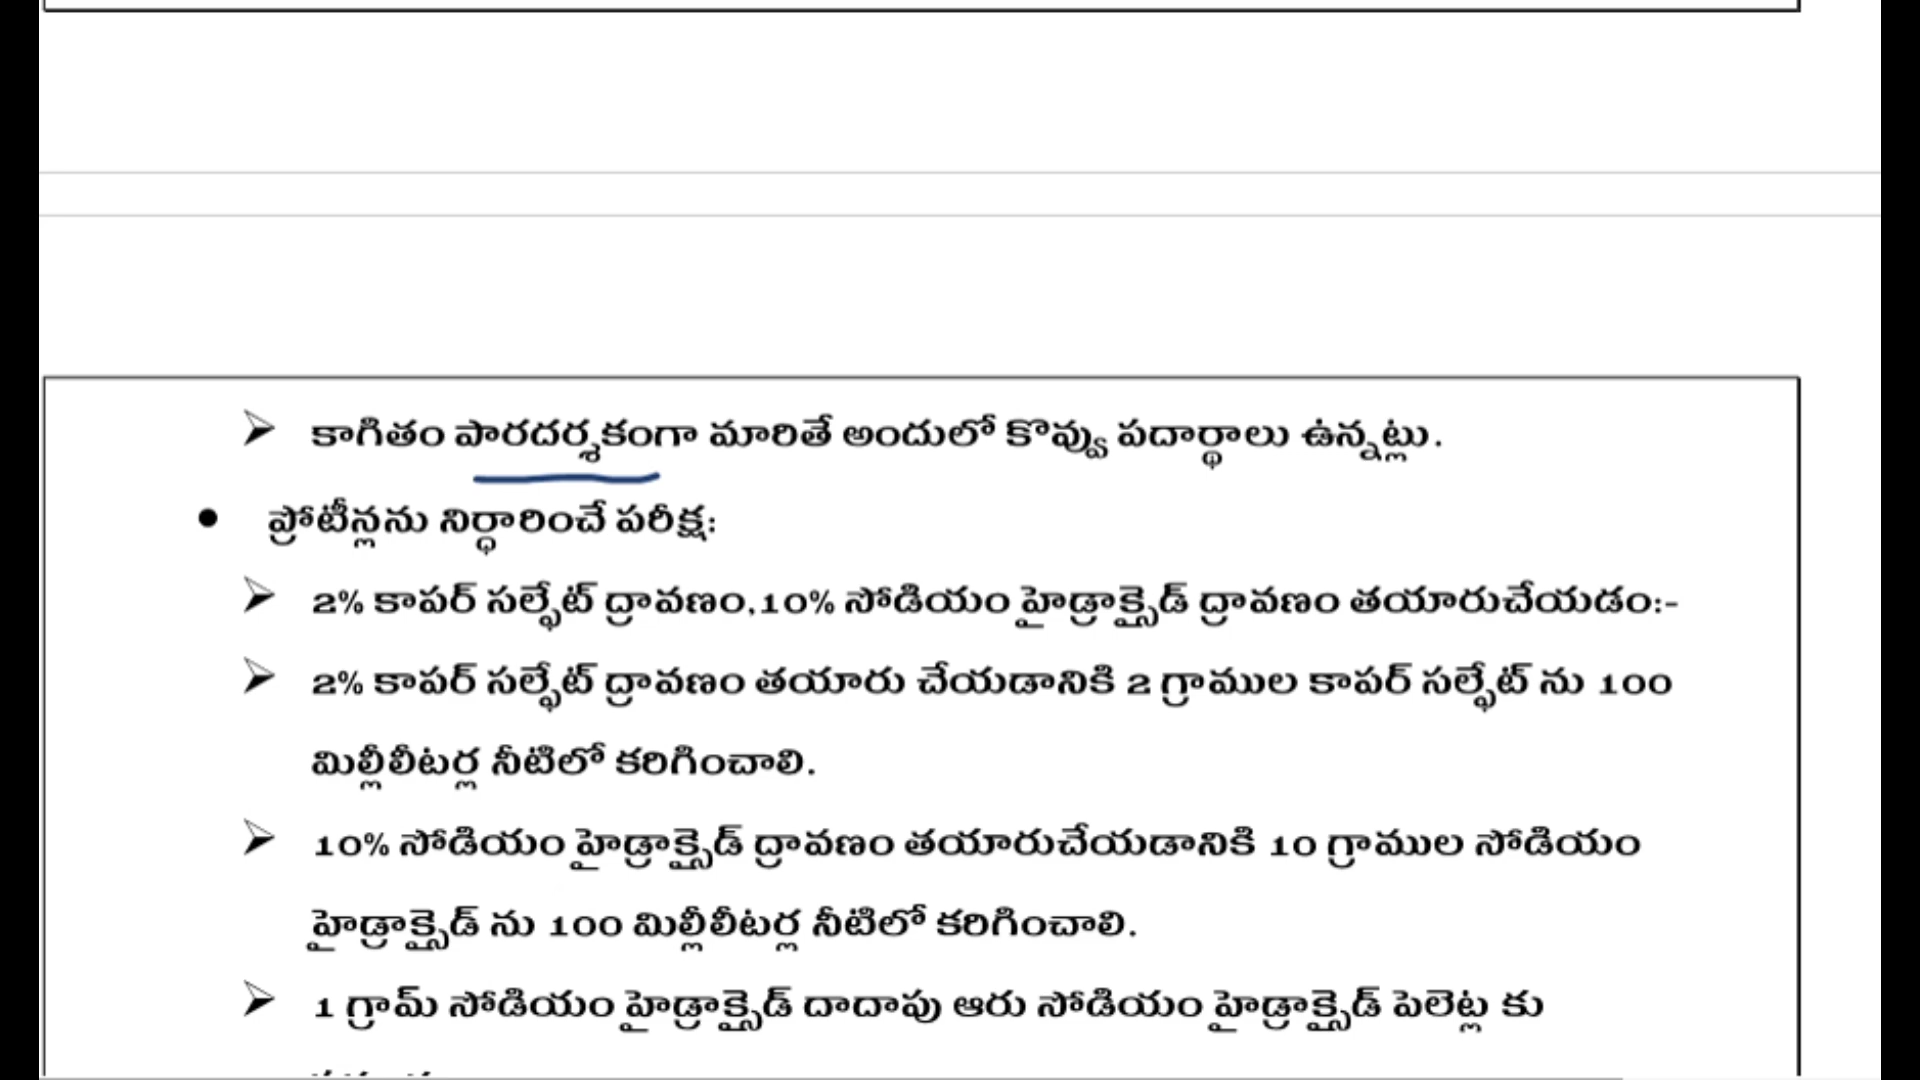 ➤ కాగితం పారదర్శకంగా మారితే అందులో కొవ్వు పదార్థాలు ఉన్నట్లు.
● ప్రోటీన్లను నిర్ధారించే పరీక్ష:
➤ 2% కాపర్ సల్ఫేట్ ద్రావణం,10% సోడియం హైడ్రాక్సైడ్ ద్రావణం తయారుచేయడం:-
➤ 2% కాపర్ సల్ఫేట్ ద్రావణం తయారు చేయడానికి 2 గ్రాముల కాపర్ సల్ఫేట్ ను 100
మిల్లీలీటర్ల నీటిలో కరిగించాలి.
➤ 10% సోడియం హైడ్రాక్సైడ్ ద్రావణం తయారుచేయడానికి 10 గ్రాముల సోడియం
హైడ్రాక్సైడ్ ను 100 మిల్లీలీటర్ల నీటిలో కరిగించాలి.
➤ 1 గ్రామ్ సోడియం హైడ్రాక్సైడ్ దాదాపు ఆరు సోడియం హైడ్రాక్సైడ్ పెలెట్ల కు